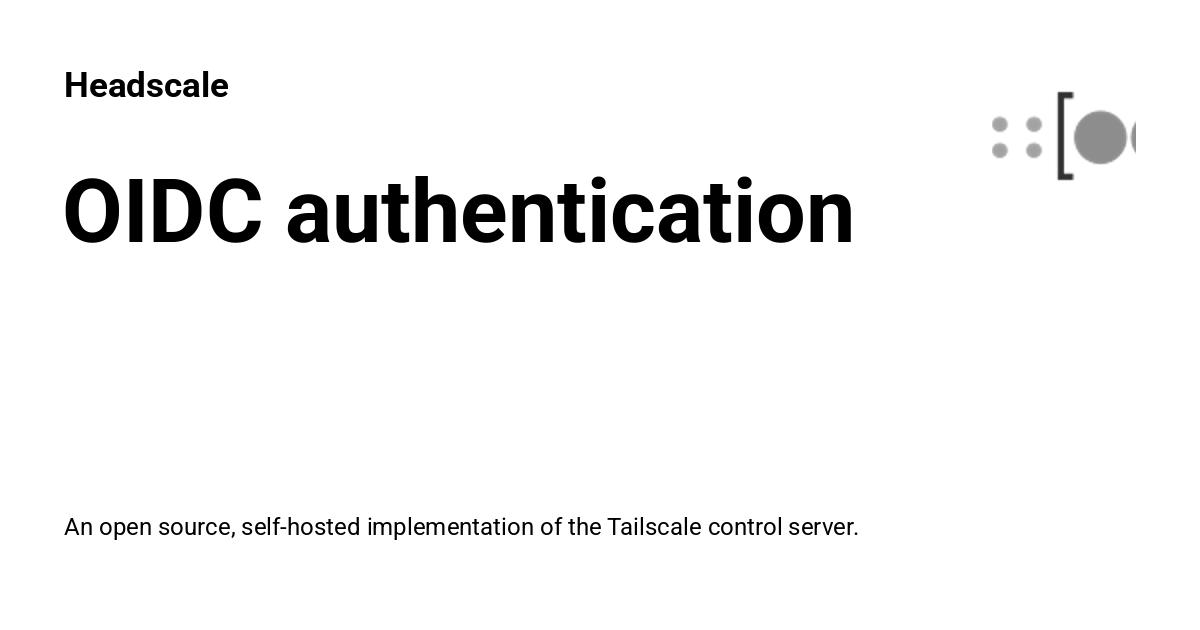 Headscale
OIDC authentication
An open source, self-hosted implementation of the Tailscale control server.